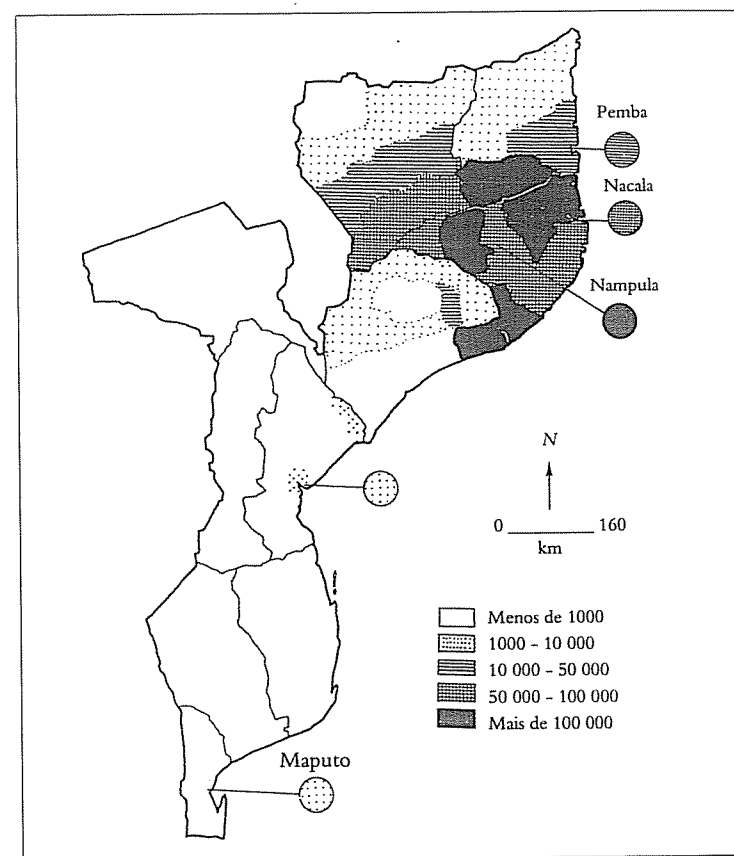 Pemba
Nacala
Nampula
N
0 160
km
Menos de 1000
1000 – 10 000
10 000 – 50 000
50 000 – 100 000
Mais de 100 000
Maputo